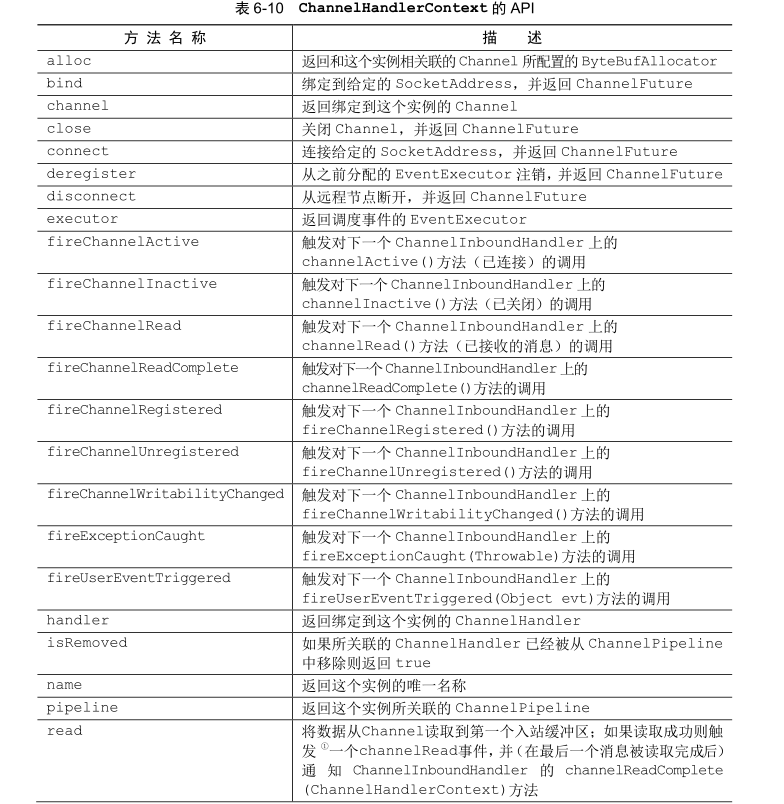 表 6-10 ChannelHandlerContext 的 API
方 法 名 称 描 述
alloc 返回和这个实例相关联的 Channel 所配置的 ByteBufAllocator
bind 绑定到给定的 SocketAddress，并返回 ChannelFuture
channel 返回绑定到这个实例的 Channel
close 关闭 Channel，并返回 ChannelFuture
connect 连接给定的 SocketAddress，并返回 ChannelFuture
deregister 从之前分配的 EventExecutor 注销，并返回 ChannelFuture
disconnect 从远程节点断开，并返回 ChannelFuture
executor 返回调度事件的 EventExecutor
fireChannelActive 触发对下一个 ChannelInboundHandler 上的
channelActive()方法（已连接）的调用
fireChannelInactive 触发对下一个 ChannelInboundHandler 上的
channelInactive()方法（已关闭）的调用
fireChannelRead 触发对下一个 ChannelInboundHandler 上的
channelRead()方法（已接收的消息）的调用
fireChannelReadComplete 触发对下一个 ChannelInboundHandler 上的
channelReadComplete()方法的调用
fireChannelRegistered 触发对下一个 ChannelInboundHandler 上的
fireChannelRegistered()方法的调用
fireChannelUnregistered 触发对下一个 ChannelInboundHandler 上的
fireChannelUnregistered()方法的调用
fireChannelWritabilityChanged 触发对下一个 ChannelInboundHandler 上的
fireChannelWritabilityChanged()方法的调用
fireExceptionCaught 触发对下一个 ChannelInboundHandler 上的
fireExceptionCaught(Throwable)方法的调用
fireUserEventTriggered 触发对下一个 ChannelInboundHandler 上的
fireUserEventTriggered(Object evt)方法的调用
handler 返回绑定到这个实例的 ChannelHandler
isRemoved 如果所关联的 ChannelHandler 已经被从 ChannelPipeline
中移除则返回 true
name 返回这个实例的唯一名称
pipeline 返回这个实例所关联的 ChannelPipeline
read 将数据从Channel读取到第一个入站缓冲区；如果读取成功则触
发①一个channelRead事件，并（在最后一个消息被读取完成后）
通 知 ChannelInboundHandler 的 channelReadComplete
(ChannelHandlerContext)方法